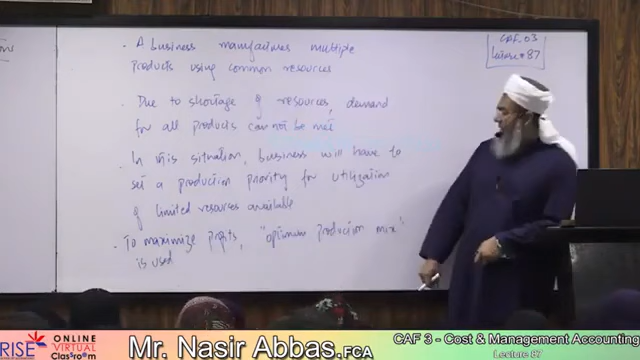 A business manufactures multiple
products using common resources
Due to shortage of resources, demand
for all products can not be met
In this situation, business will have to
set a production priority for utilization
of limited resources available
To maximize profits, "optimum production mix"
is used
CAF-03
Lecture # 87
RISE ONLINE
VIRTUAL
Classroom
Mr. Nasir Abbas.FCA
CAF 3 - Cost & Management Accounting
Lecture 87